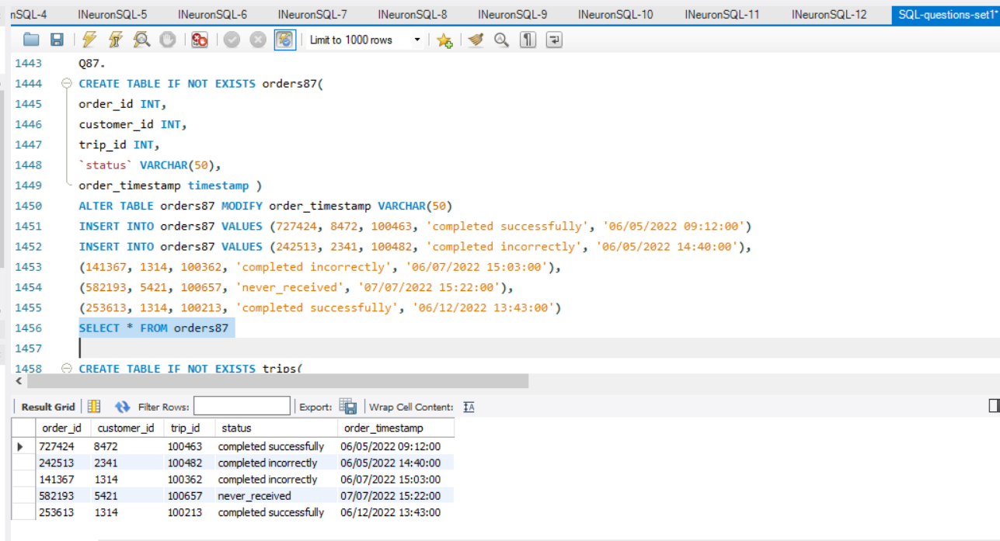 nSQL-4 INeuronSQL-5 INeuronSQL-6 INeuronSQL-7 INeuronSQL-8 INeuronSQL-9 INeuronSQL-10 INeuronSQL-11 INeuronSQL-12 SQL-questions-set1*
Limit to 1000 rows
1443 Q87.
1444 CREATE TABLE IF NOT EXISTS orders87(
1445 order_id INT,
1446 customer_id INT,
1447 trip_id INT,
1448 `status` VARCHAR(50),
1449 order_timestamp timestamp )
1450 ALTER TABLE orders87 MODIFY order_timestamp VARCHAR(50)
1451 INSERT INTO orders87 VALUES (727424, 8472, 100463, 'completed successfully', '06/05/2022 09:12:00')
1452 INSERT INTO orders87 VALUES (242513, 2341, 100482, 'completed incorrectly', '06/05/2022 14:40:00'),
1453 (141367, 1314, 100362, 'completed incorrectly', '06/07/2022 15:03:00'),
1454 (582193, 5421, 100657, 'never_received', '07/07/2022 15:22:00'),
1455 (253613, 1314, 100213, 'completed successfully', '06/12/2022 13:43:00')
1456 SELECT * FROM orders87
1457
1458 CREATE TABLE IF NOT EXISTS trips(
Result Grid Filter Rows: Export: Wrap Cell Content:
order_id customer_id trip_id status order_timestamp
727424 8472 100463 completed successfully 06/05/2022 09:12:00
242513 2341 100482 completed incorrectly 06/05/2022 14:40:00
141367 1314 100362 completed incorrectly 06/07/2022 15:03:00
582193 5421 100657 never_received 07/07/2022 15:22:00
253613 1314 100213 completed successfully 06/12/2022 13:43:00